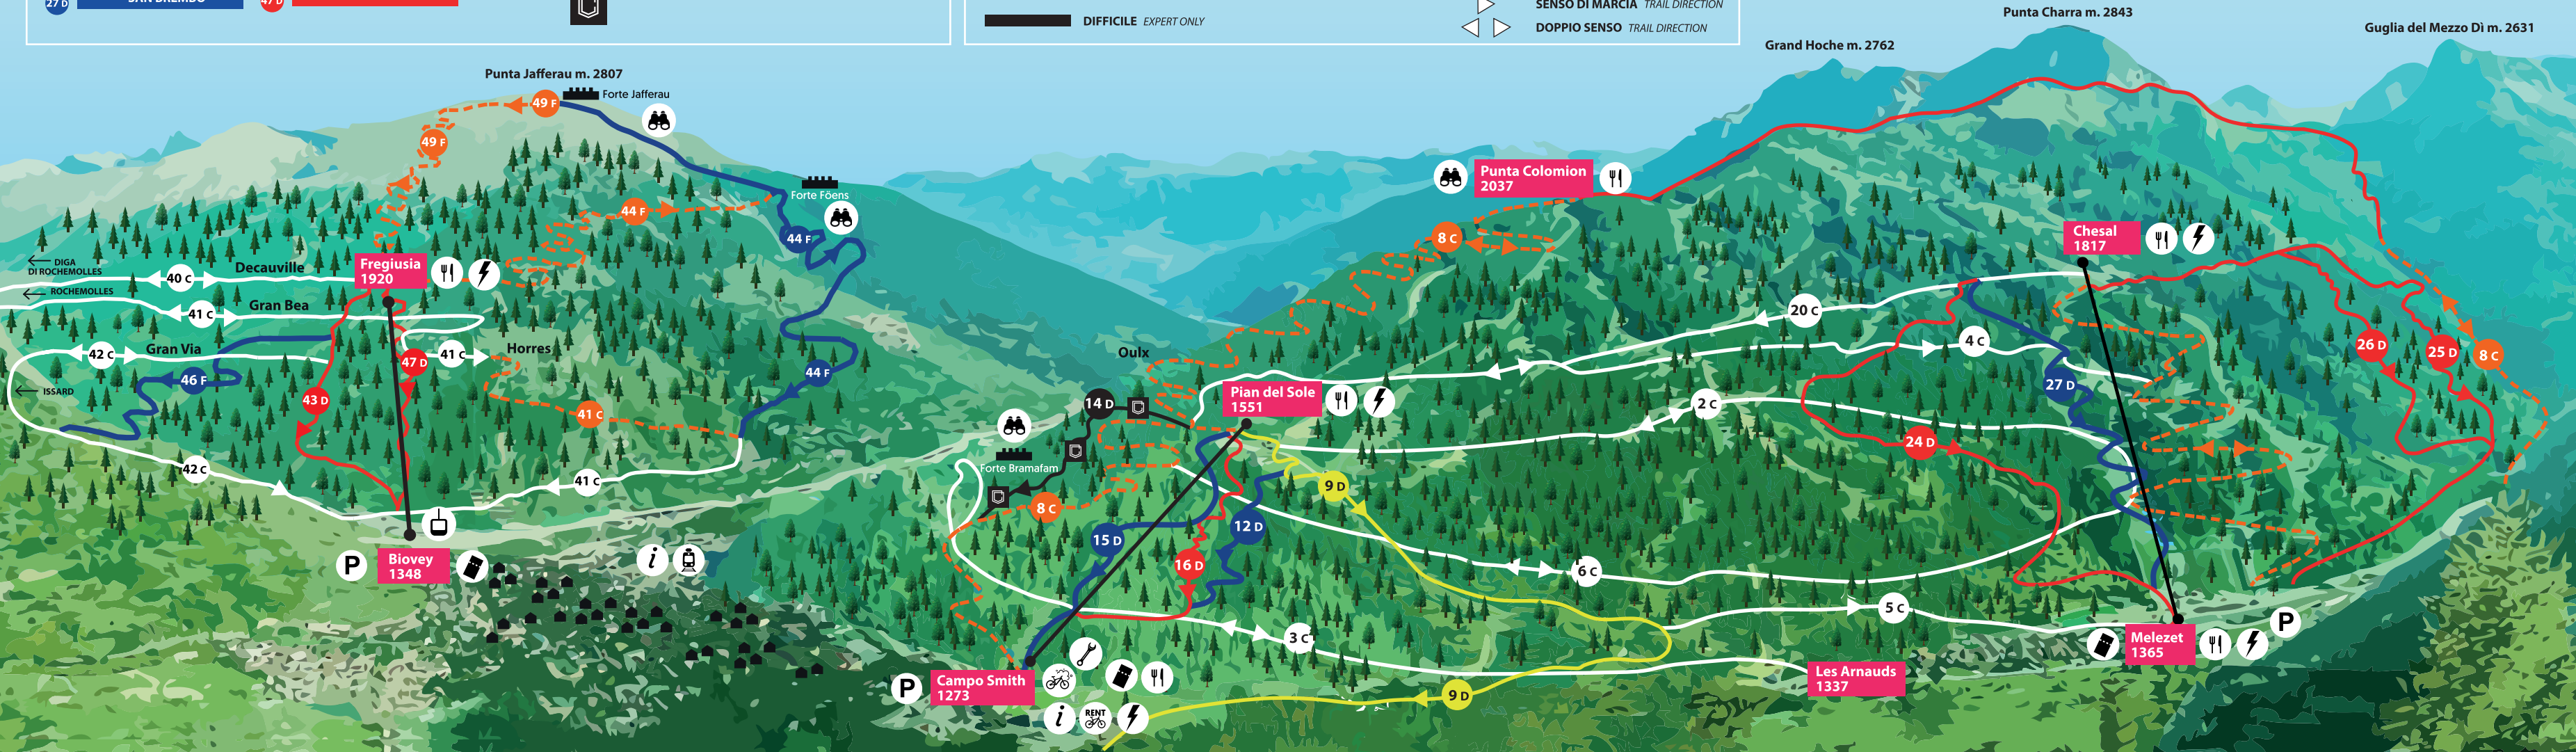 27 D
SAN BREMBO
47 D
DIFFICILE EXPERT ONLY
SENSO DI MARCIA TRAIL DIRECTION
DOPPIO SENSO TRAIL DIRECTION
Punta Charra m. 2843
Guglia del Mezzo Dì m. 2631
Grand Hoche m. 2762
Punta Jafferau m. 2807
Forte Jafferau
49 F
49 F
Forte Föens
44 F
44 F
44 F
Punta Colomion
2037
8 C
Chesal
1817
DIGA
DI ROCHEMOLLES
40 C
Decauville
Fregiusia
1920
ROCHEMOLLES
41 C
Gran Bea
42 C
Gran Via
46 F
ISSARD
43 D
47 D
41 C
Horres
41 C
42 C
41 C
Oulx
14 D
Pian del Sole
1551
20 C
4 C
2 C
27 D
26 D
25 D
8 C
24 D
Forte Bramafam
8 C
9 D
15 D
12 D
16 D
6 C
5 C
3 C
P
Biovey
1348
i
P
Campo Smith
1273
i
RENT
9 D
Les Arnauds
1337
Melezet
1365
P